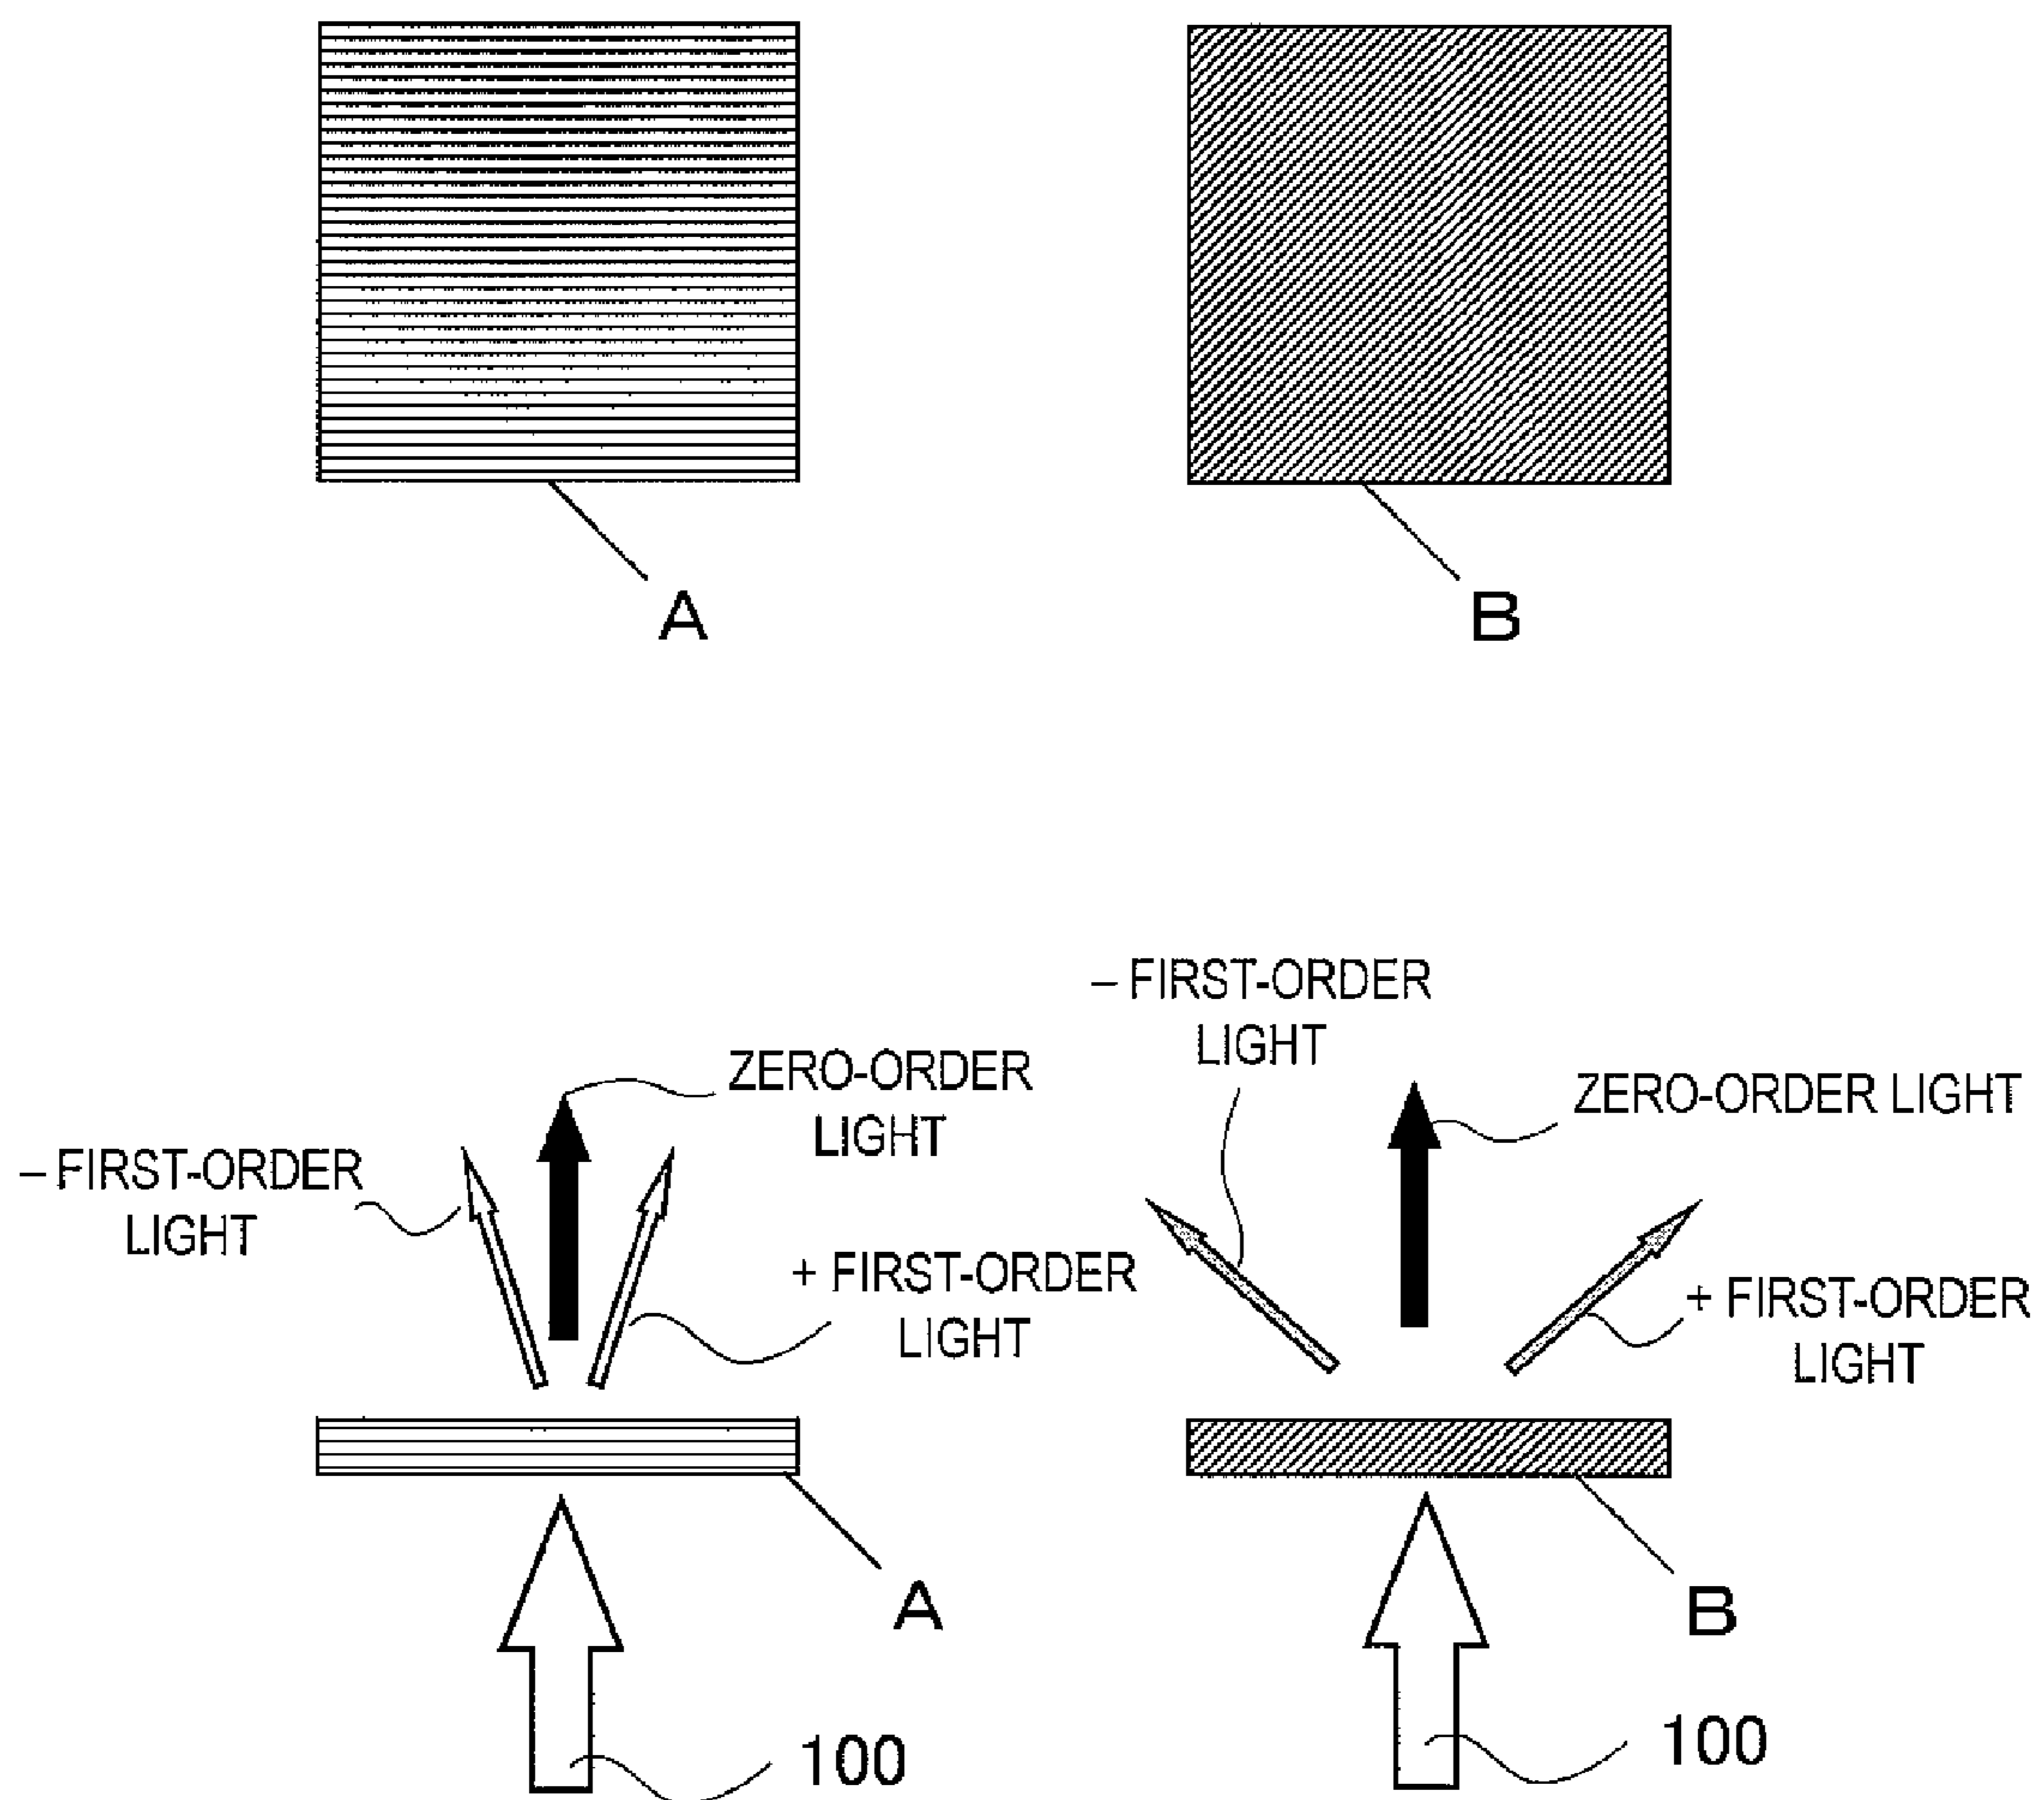 A
B
– FIRST-ORDER
LIGHT
ZERO-ORDER
LIGHT
+ FIRST-ORDER
LIGHT
A
100
– FIRST-ORDER
LIGHT
ZERO-ORDER LIGHT
+ FIRST-ORDER
LIGHT
B
100